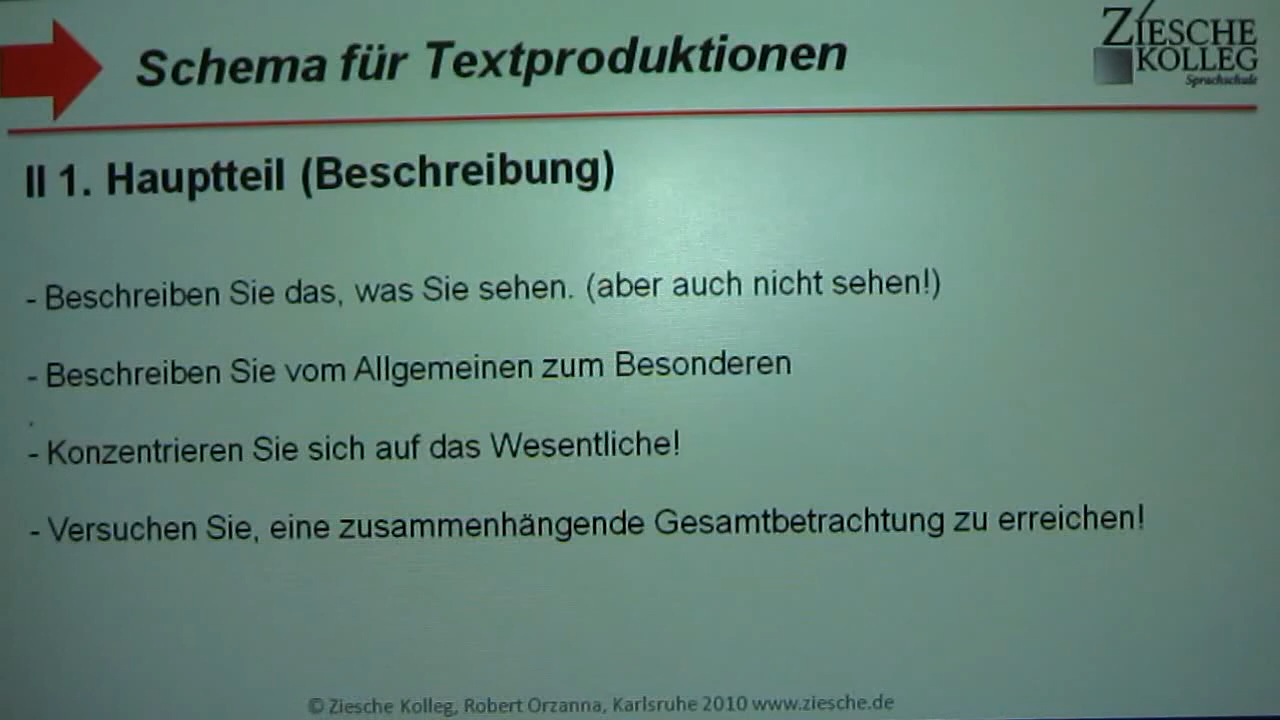 Schema für Textproduktionen
ZIESCHE
KOLLEG
Sprachschule
II 1. Hauptteil (Beschreibung)
- Beschreiben Sie das, was Sie sehen. (aber auch nicht sehen!)
- Beschreiben Sie vom Allgemeinen zum Besonderen
.
- Konzentrieren Sie sich auf das Wesentliche!
- Versuchen Sie, eine zusammenhängende Gesamtbetrachtung zu erreichen!
© Ziesche Kolleg, Robert Orzanna, Karlsruhe 2010 www.ziesche.de